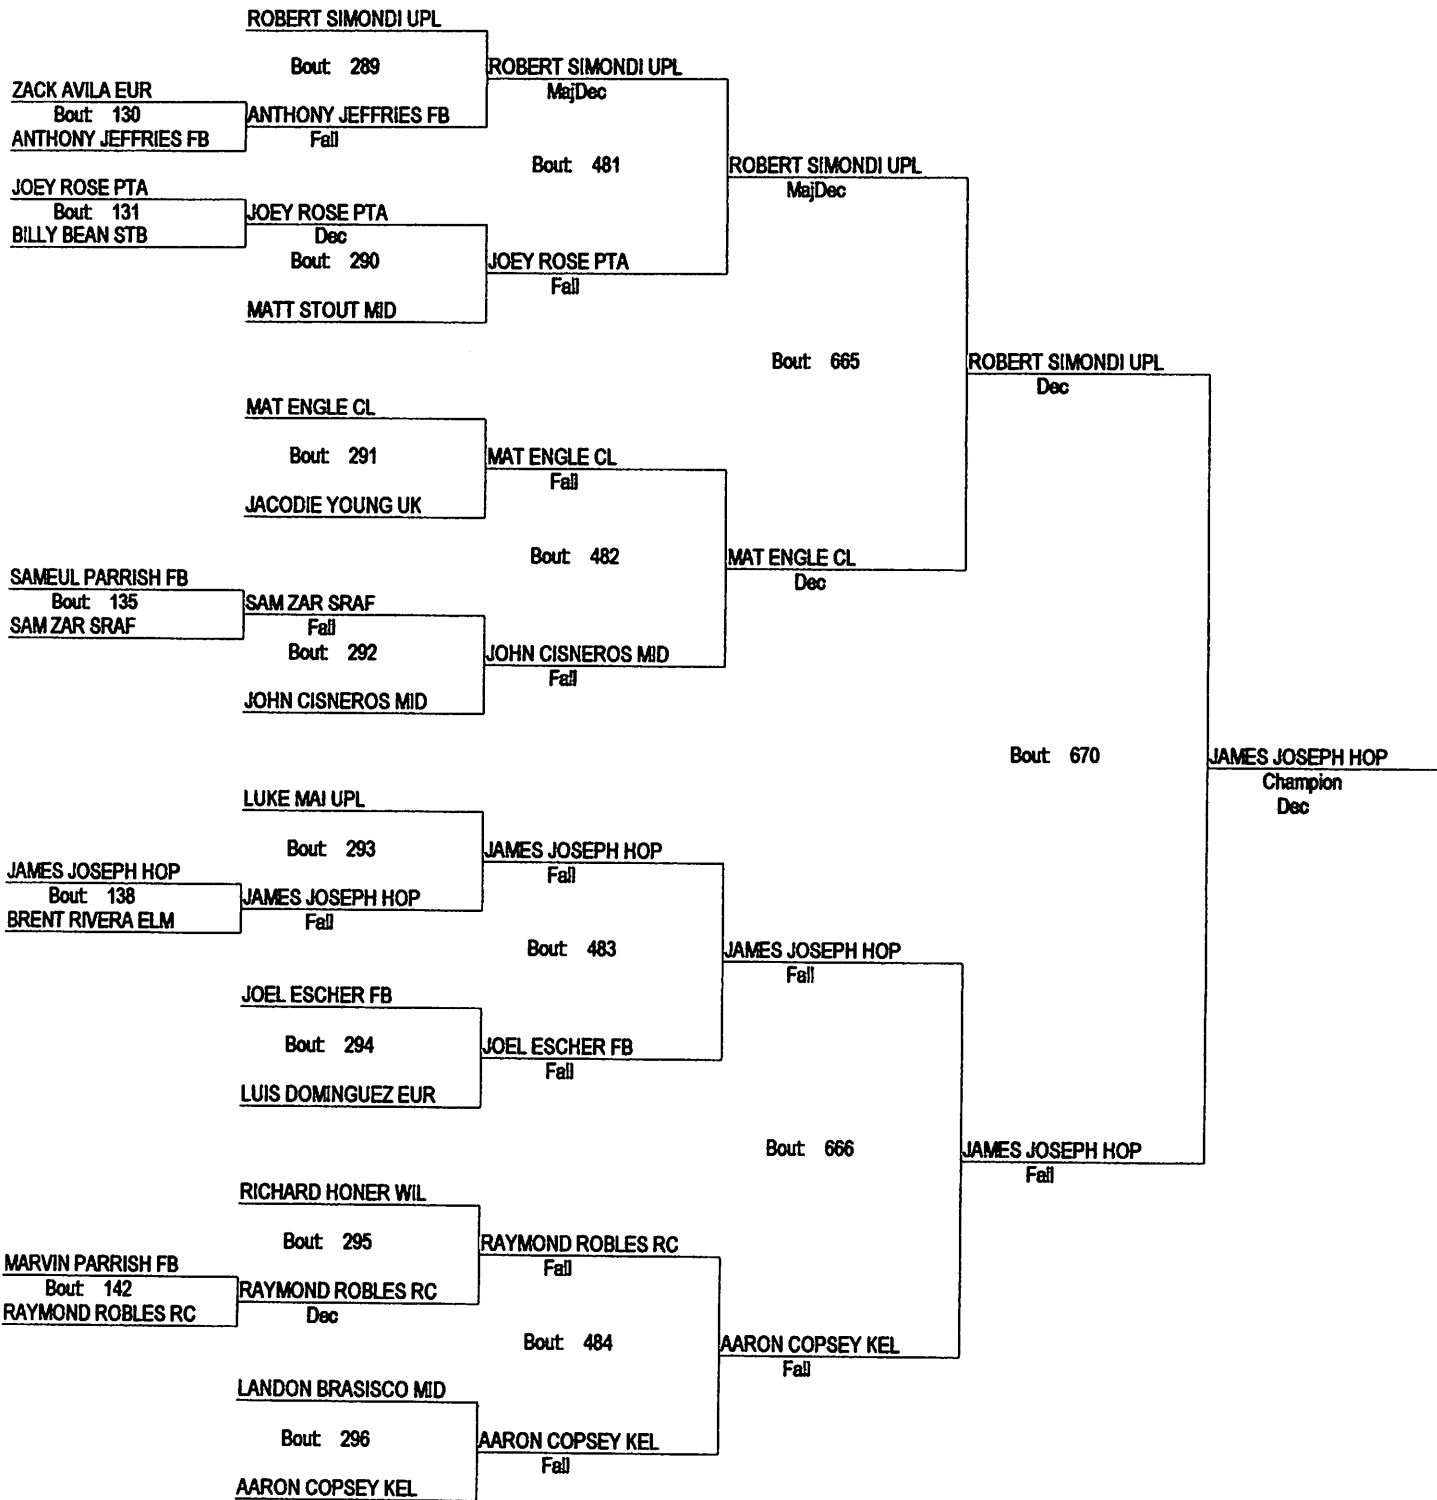 ROBERT SIMONDI UPL
Bout: 289
ROBERT SIMONDI UPL
MajDec
ZACK AVILA EUR
Bout: 130
ANTHONY JEFFRIES FB
ANTHONY JEFFRIES FB
Fall
Bout: 481
ROBERT SIMONDI UPL
MajDec
JOEY ROSE PTA
Bout: 131
BILLY BEAN STB
JOEY ROSE PTA
Dec
Bout: 290
JOEY ROSE PTA
Fall
MATT STOUT MID
Bout: 665
ROBERT SIMONDI UPL
Dec
MAT ENGLE CL
Bout: 291
MAT ENGLE CL
Fall
JACODIE YOUNG UK
Bout: 482
MAT ENGLE CL
Dec
SAMEUL PARRISH FB
Bout: 135
SAM ZAR SRAF
SAM ZAR SRAF
Fall
Bout: 292
JOHN CISNEROS MID
Fall
JOHN CISNEROS MID
Bout: 670
JAMES JOSEPH HOP
Champion
Dec
LUKE MAI UPL
Bout: 293
JAMES JOSEPH HOP
Fall
JAMES JOSEPH HOP
Bout: 138
BRENT RIVERA ELM
JAMES JOSEPH HOP
Fall
Bout: 483
JAMES JOSEPH HOP
Fall
JOEL ESCHER FB
Bout: 294
JOEL ESCHER FB
Fall
LUIS DOMINGUEZ EUR
Bout: 666
JAMES JOSEPH HOP
Fall
RICHARD HONER WIL
Bout: 295
RAYMOND ROBLES RC
Fall
MARVIN PARRISH FB
Bout: 142
RAYMOND ROBLES RC
RAYMOND ROBLES RC
Dec
Bout: 484
AARON COPSEY KEL
Fall
LANDON BRASISCO MID
Bout: 296
AARON COPSEY KEL
Fall
AARON COPSEY KEL